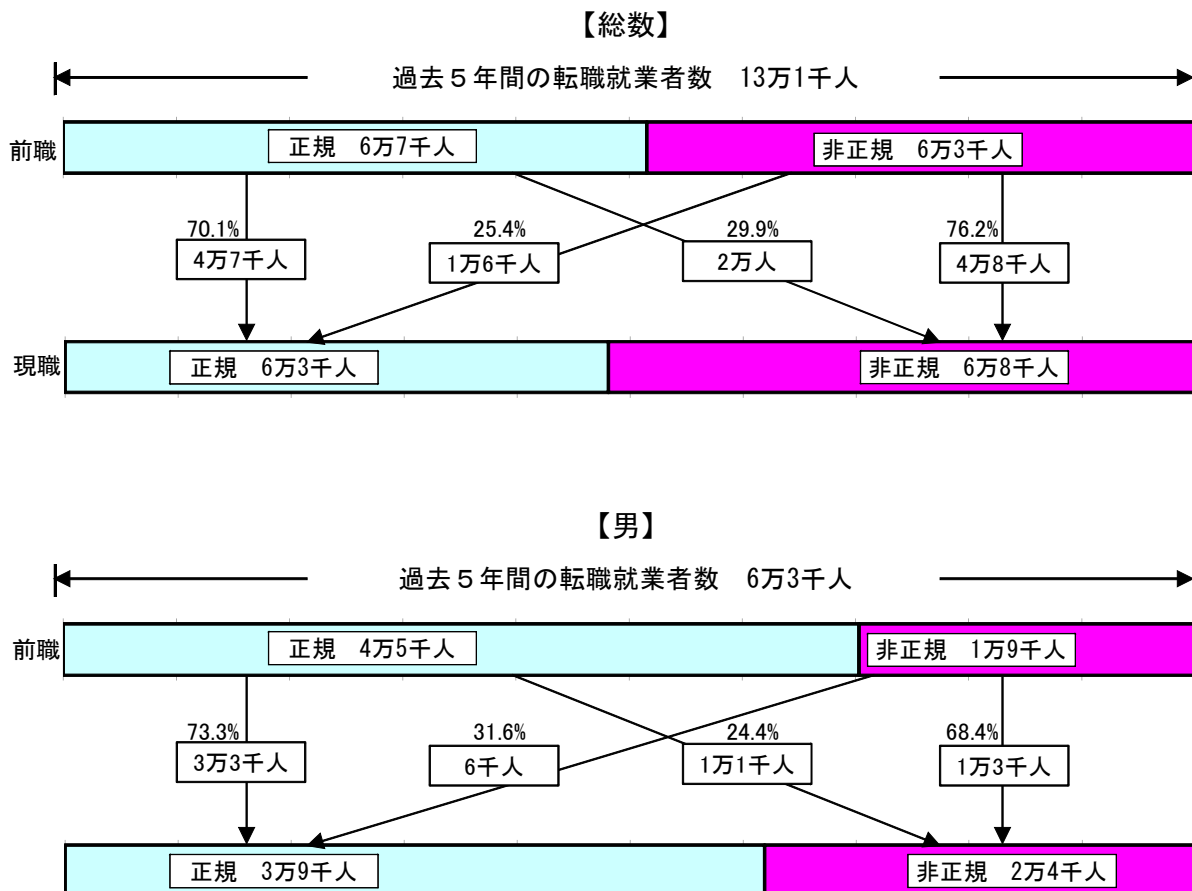 【総数】
過去５年間の転職就業者数　13万1千人
前職
正規　6万7千人
非正規　6万3千人
70.1%
25.4%
29.9%
76.2%
4万7千人
1万6千人
2万人
4万8千人
現職
正規　6万3千人
非正規　6万8千人
【男】
過去５年間の転職就業者数　6万3千人
前職
正規　4万5千人
非正規　1万9千人
73.3%
31.6%
24.4%
68.4%
3万3千人
6千人
1万1千人
1万3千人
正規　3万9千人
非正規　2万4千人